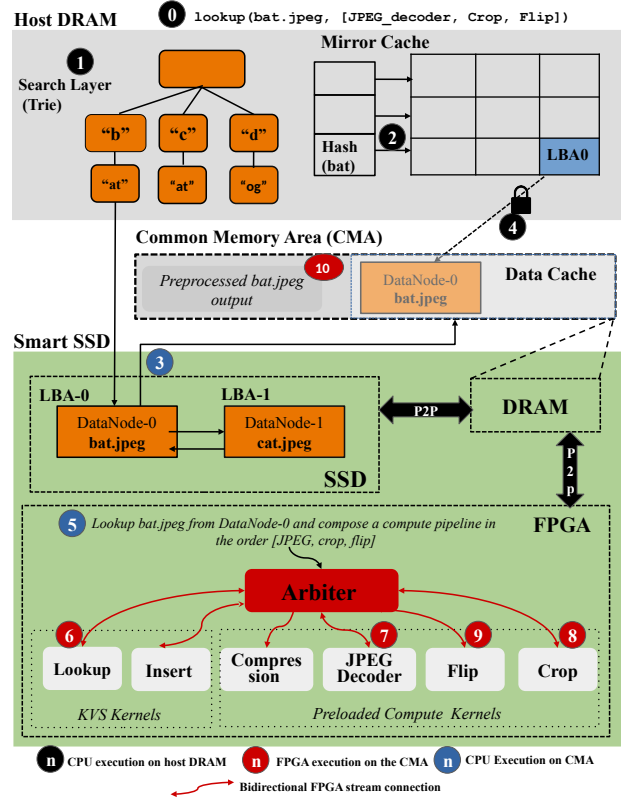 Host DRAM
0 lookup(bat.jpeg, [JPEG_decoder, Crop, Flip])
1
Search Layer
(Trie)
"b"
"c"
"d"
"at"
"at"
"og"
Mirror Cache
2
Hash
(bat)
LBA0
4
Common Memory Area (CMA)
10
Preprocessed bat.jpeg
output
DataNode-0
bat.jpeg
Data Cache
Smart SSD
3
LBA-0
LBA-1
DataNode-0
bat.jpeg
DataNode-1
cat.jpeg
SSD
P2P
DRAM
P2p
FPGA
5
Lookup bat.jpeg from DataNode-0 and compose a compute pipeline in
the order [JPEG, crop, flip]
Arbiter
6
7
9
8
Lookup
Insert
Compres
sion
JPEG
Decoder
Flip
Crop
KVS Kernels
Preloaded Compute Kernels
n CPU execution on host DRAM
n FPGA execution on the CMA
n CPU Execution on CMA
Bidirectional FPGA stream connection